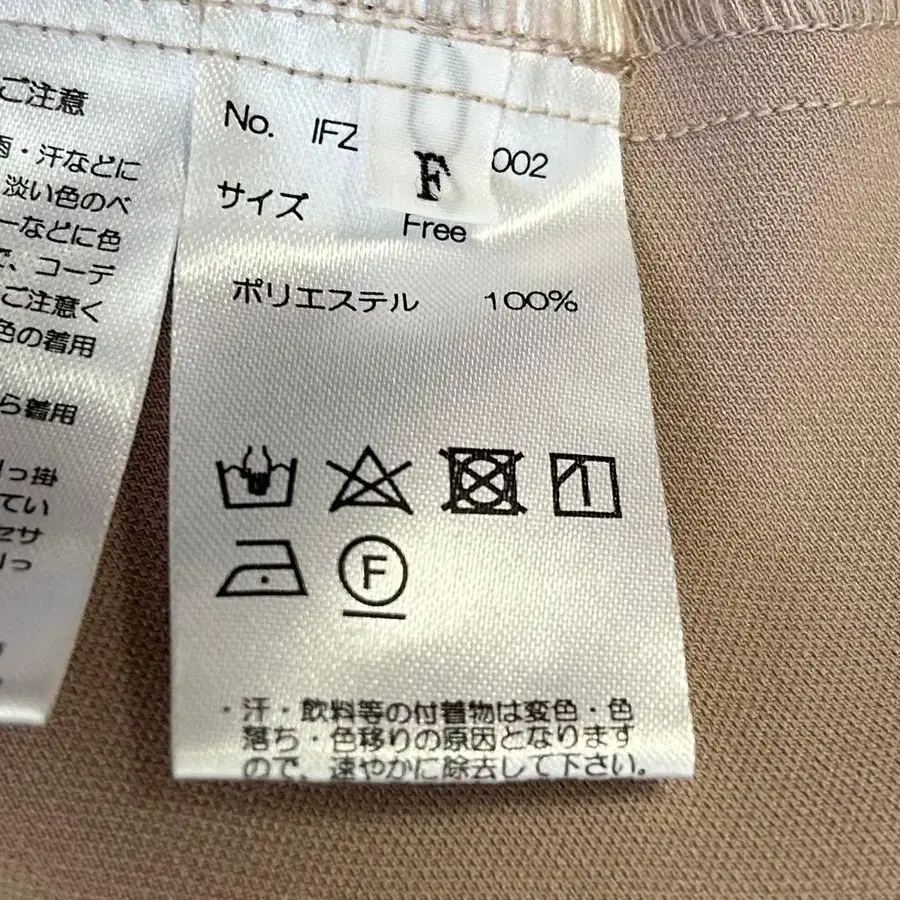 ご注意
・汗などに
淡い色のベ
ーなどに色
で、コーデ
ご注意く
色の着用
ら着用
っ掛
てい
セサ
っ
No. IFZ 002
F
サイズ Free
ポリエステル 100%
F
・汗・飲料等の付着物は変色・色
落ち・色移りの原因となります
ので、速やかに除去して下さい。